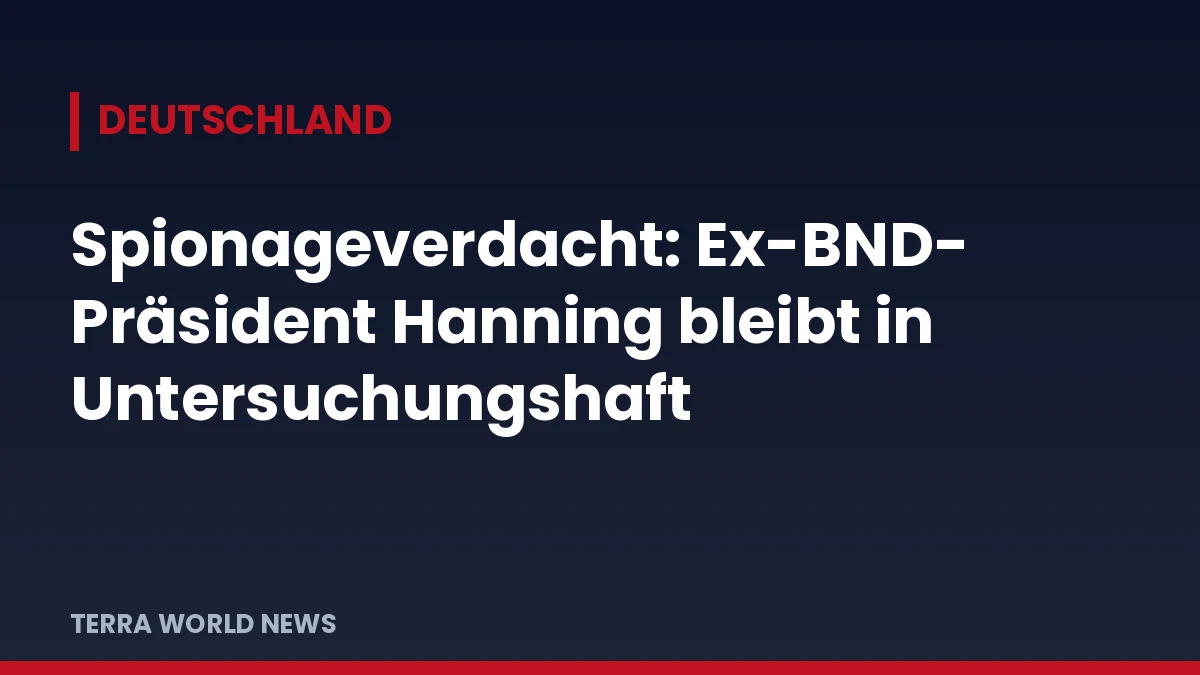 DEUTSCHLAND
Spionageverdacht: Ex-BND-
Präsident Hanning bleibt in
Untersuchungshaft
TERRA WORLD NEWS